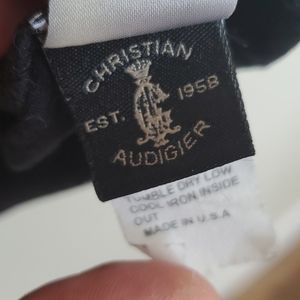 CHRISTIAN
EST. 1958
AUDIGIER
TUMBLE DRY LOW
COOL IRON INSIDE
OUT
MADE IN U.S.A